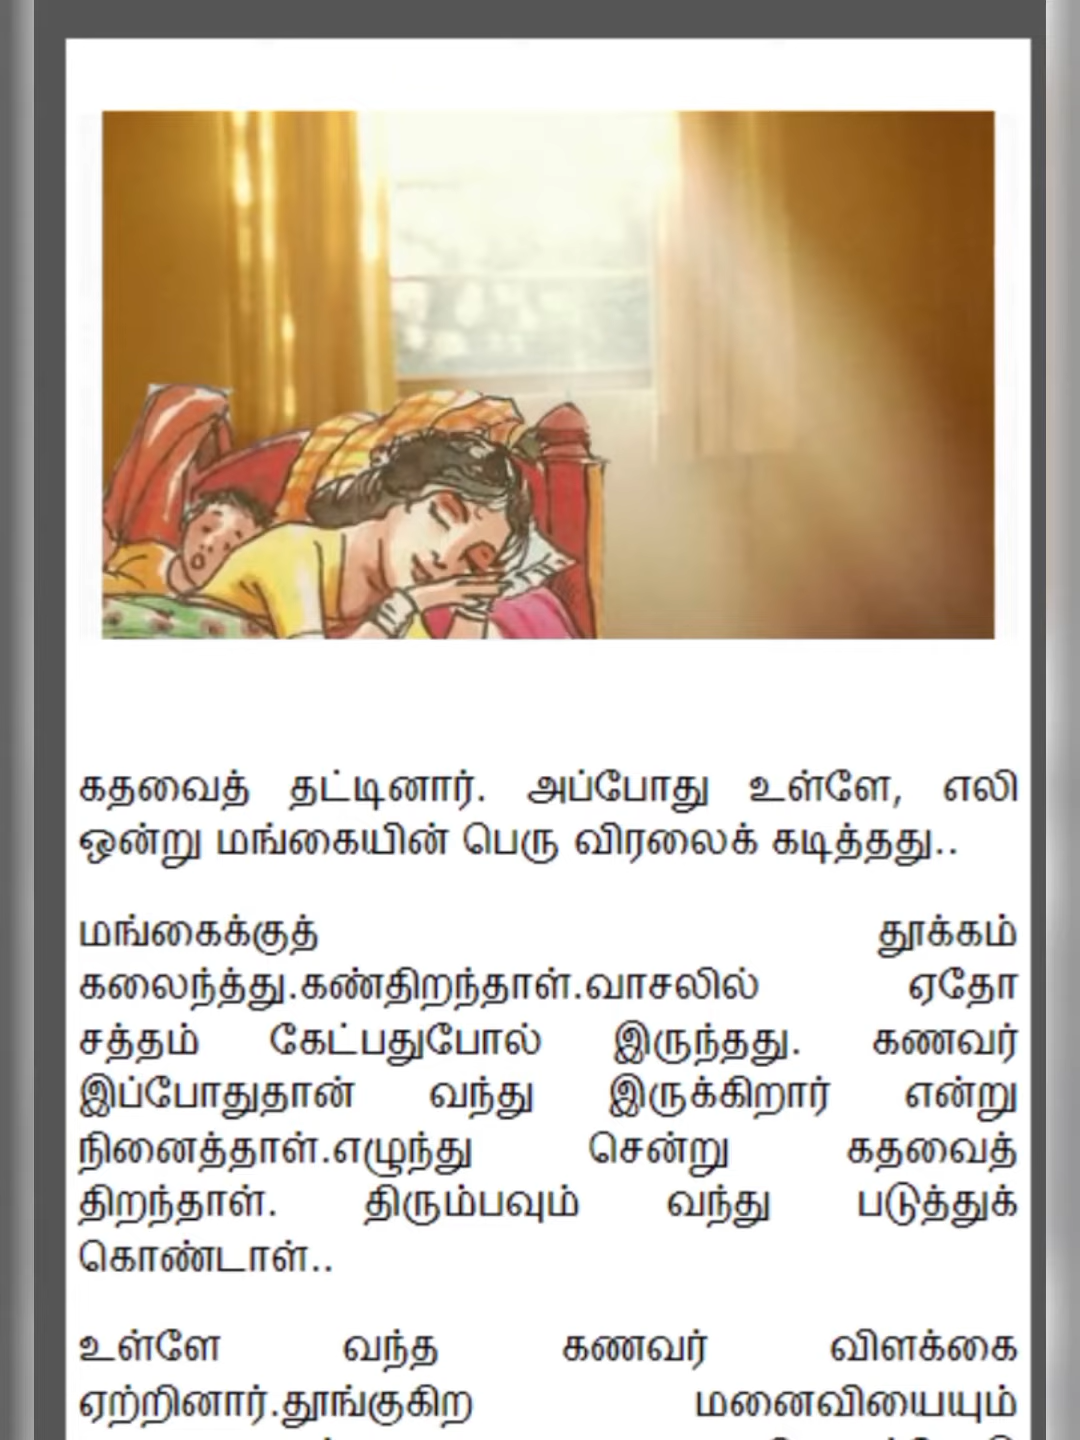 கதவைத் தட்டினார். அப்போது உள்ளே, எலி
ஒன்று மங்கையின் பெரு விரலைக் கடித்தது..
மங்கைக்குத் தூக்கம்
கலைந்த்து.கண்திறந்தாள்.வாசலில் ஏதோ
சத்தம் கேட்பதுபோல் இருந்தது. கணவர்
இப்போதுதான் வந்து இருக்கிறார் என்று
நினைத்தாள்.எழுந்து சென்று கதவைத்
திறந்தாள். திரும்பவும் வந்து படுத்துக்
கொண்டாள்..
உள்ளே வந்த கணவர் விளக்கை
ஏற்றினார்.தூங்குகிற மனைவியையும்